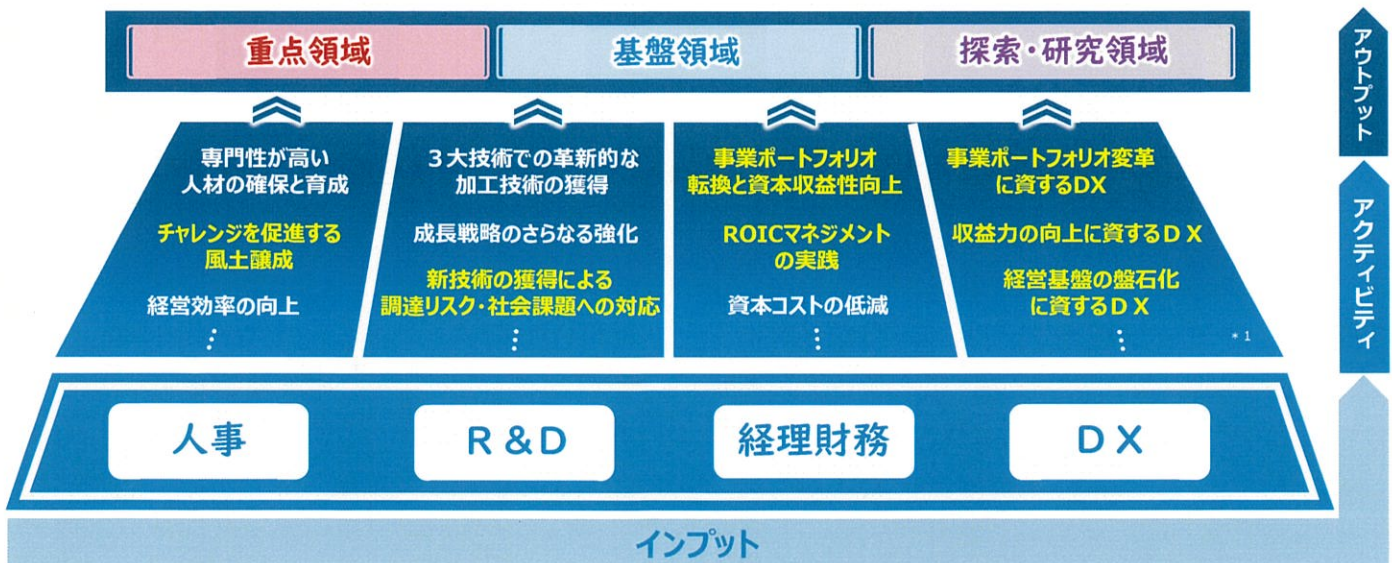 重点領域
基盤領域
探索・研究領域
アウトプット
専門性が高い
人材の確保と育成
チャレンジを促進する
風土醸成
経営効率の向上
⋮
3大技術での革新的な
加工技術の獲得
成長戦略のさらなる強化
新技術の獲得による
調達リスク・社会課題への対応
⋮
事業ポートフォリオ
転換と資本収益性向上
ROICマネジメント
の実践
資本コストの低減
⋮
事業ポートフォリオ変革
に資するDX
収益力の向上に資するDX
経営基盤の盤石化
に資するDX
⋮
*1
アクティビティ
人事
R&D
経理財務
DX
インプット